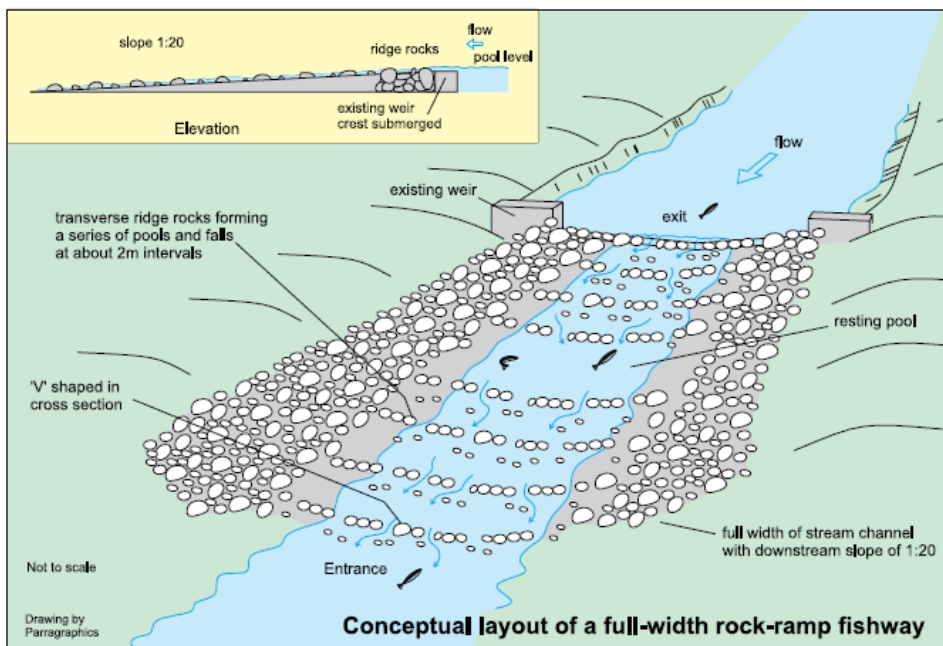 slope 1:20
flow
ridge rocks
pool level
existing weir
crest submerged
Elevation
flow
existing weir
exit
transverse ridge rocks forming
a series of pools and falls
at about 2m intervals
resting pool
'V' shaped in
cross section
full width of stream channel
with downstream slope of 1:20
Not to scale
Entrance
Drawing by
Parragraphics
Conceptual layout of a full-width rock-ramp fishway